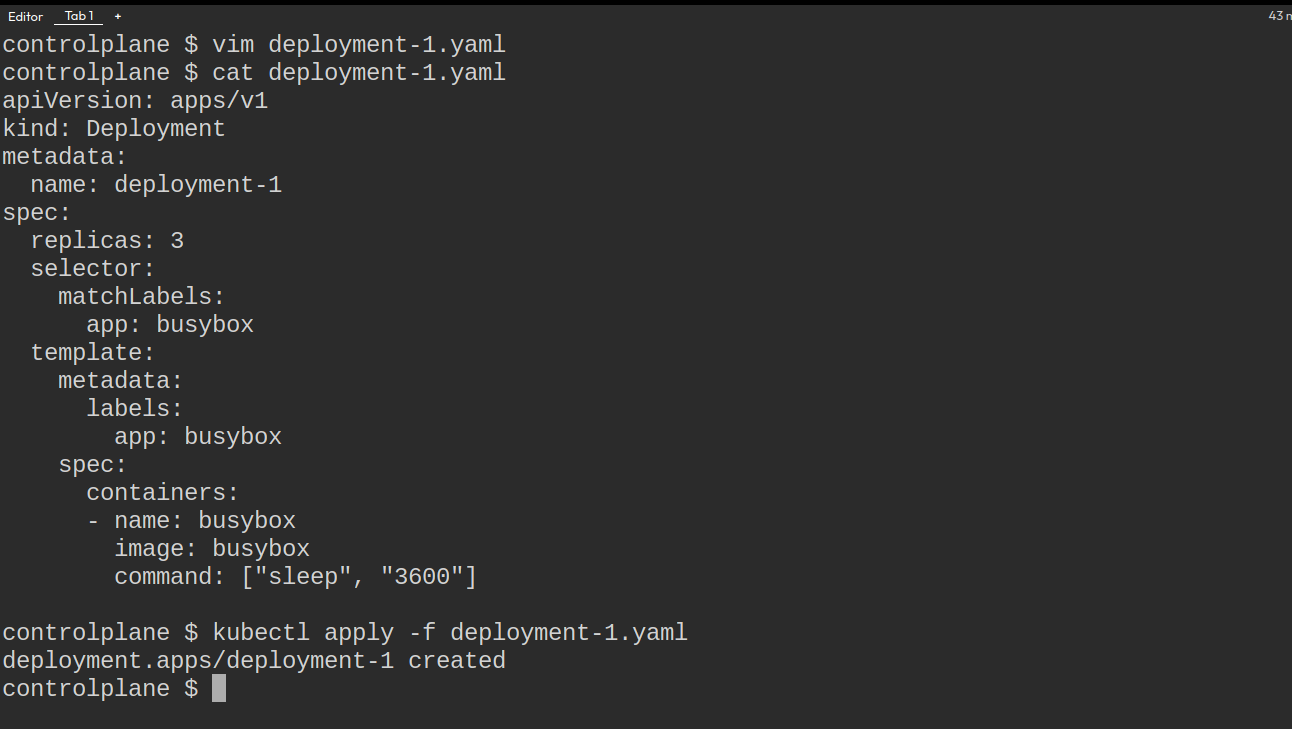 Editor Tab 1 + 43 m
controlplane $ vim deployment-1.yaml
controlplane $ cat deployment-1.yaml
apiVersion: apps/v1
kind: Deployment
metadata:
  name: deployment-1
spec:
  replicas: 3
  selector:
    matchLabels:
      app: busybox
  template:
    metadata:
      labels:
        app: busybox
    spec:
      containers:
      - name: busybox
        image: busybox
        command: ["sleep", "3600"]
controlplane $ kubectl apply -f deployment-1.yaml
deployment.apps/deployment-1 created
controlplane $